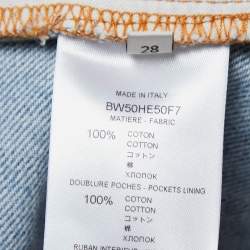 28
MADE IN ITALY
BW50HE50F7
MATIERE - FABRIC
100% COTON
COTTON
コットン
棉
ХЛОПОК
DOUBLURE POCHES - POCKETS LINING
100% COTON
COTTON
コットン
棉
ХЛОПОК